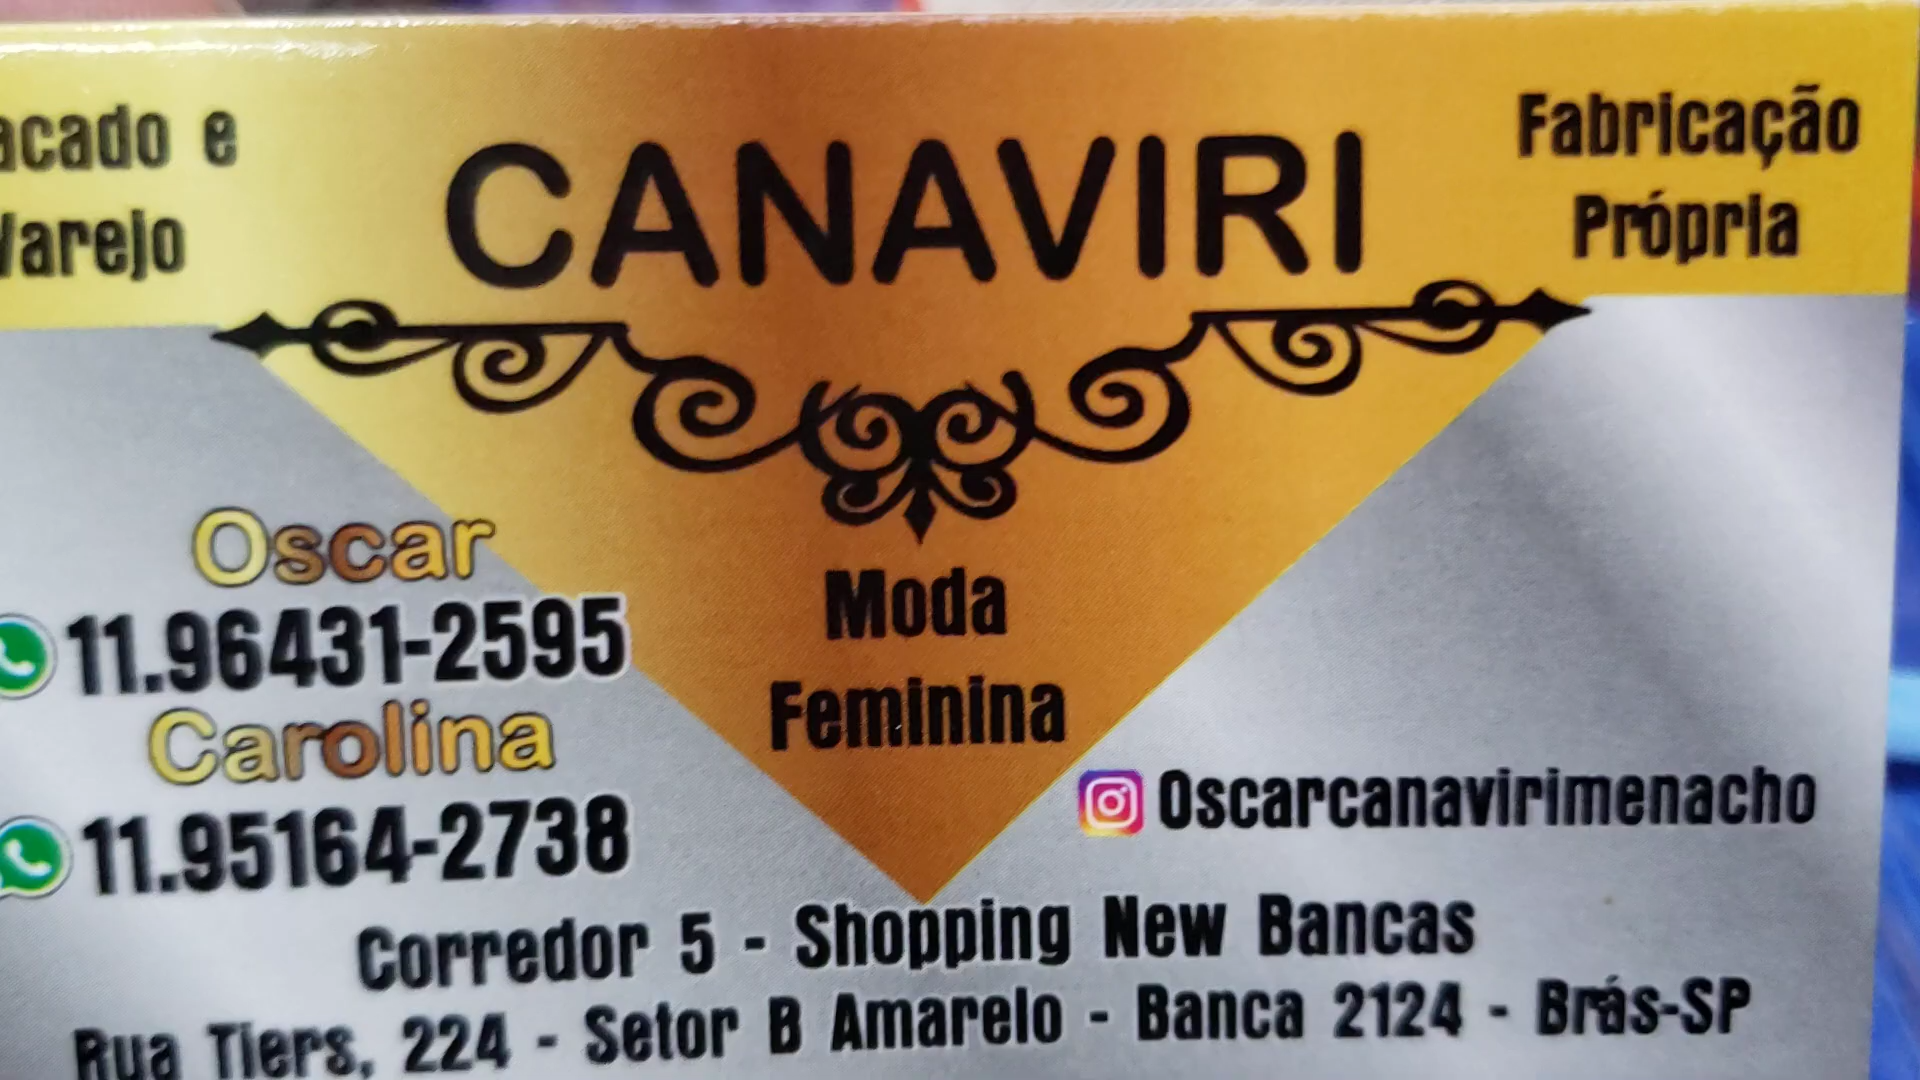 acado e
Varejo
CANAVIRI
Fabricação
Própria
Moda
Feminina
Oscar
11.96431-2595
Carolina
11.95164-2738
Oscarcanavirimenacho
Corredor 5 - Shopping New Bancas
Rua Tiers, 224 - Setor B Amarelo - Banca 2124 - Brás-SP